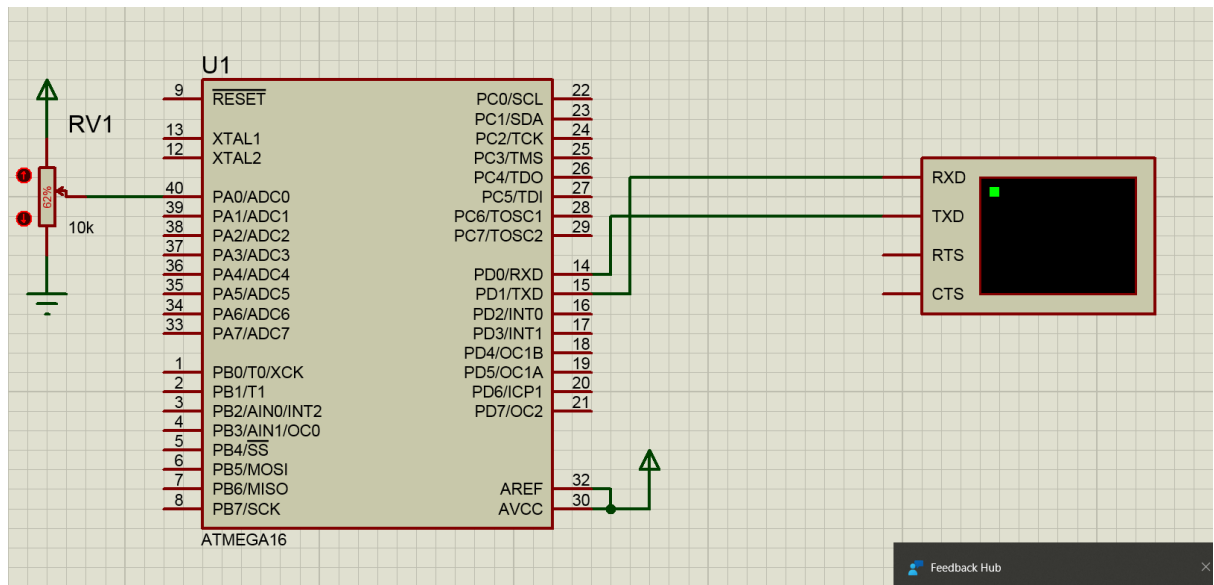 U1
RV1
62%
10k
9 RESET
13 XTAL1
12 XTAL2
40 PA0/ADC0
39 PA1/ADC1
38 PA2/ADC2
37 PA3/ADC3
36 PA4/ADC4
35 PA5/ADC5
34 PA6/ADC6
33 PA7/ADC7
1 PB0/T0/XCK
2 PB1/T1
3 PB2/AIN0/INT2
4 PB3/AIN1/OC0
5 PB4/SS
6 PB5/MOSI
7 PB6/MISO
8 PB7/SCK
PC0/SCL 22
PC1/SDA 23
PC2/TCK 24
PC3/TMS 25
PC4/TDO 26
PC5/TDI 27
PC6/TOSC1 28
PC7/TOSC2 29
PD0/RXD 14
PD1/TXD 15
PD2/INT0 16
PD3/INT1 17
PD4/OC1B 18
PD5/OC1A 19
PD6/ICP1 20
PD7/OC2 21
AREF 32
AVCC 30
ATMEGA16
RXD
TXD
RTS
CTS
Feedback Hub